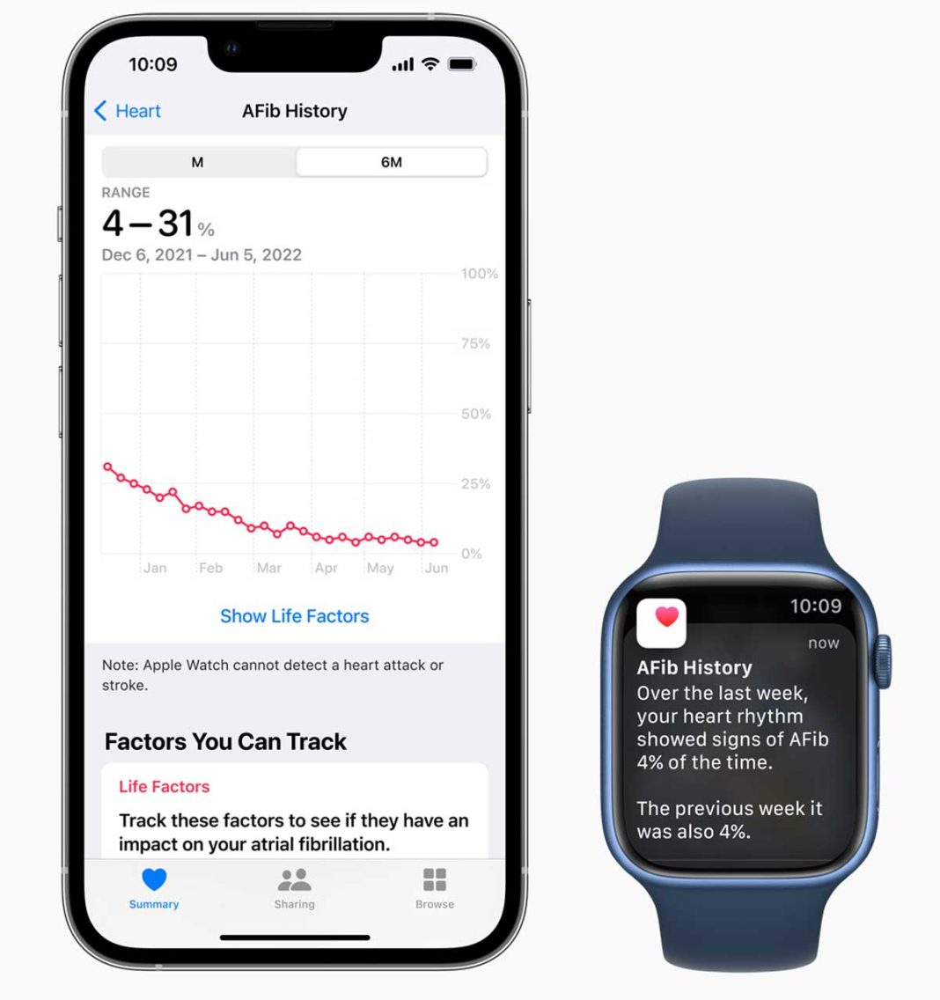 10:09
Heart
AFib History
M
6M
RANGE
4–31 %
Dec 6, 2021 – Jun 5, 2022
100%
75%
50%
25%
0%
Jan
Feb
Mar
Apr
May
Jun
Show Life Factors
Note: Apple Watch cannot detect a heart attack or
stroke.
Factors You Can Track
Life Factors
Track these factors to see if they have an
impact on your atrial fibrillation.
Summary
Sharing
Browse
10:09
now
AFib History
Over the last week,
your heart rhythm
showed signs of AFib
4% of the time.
The previous week it
was also 4%.